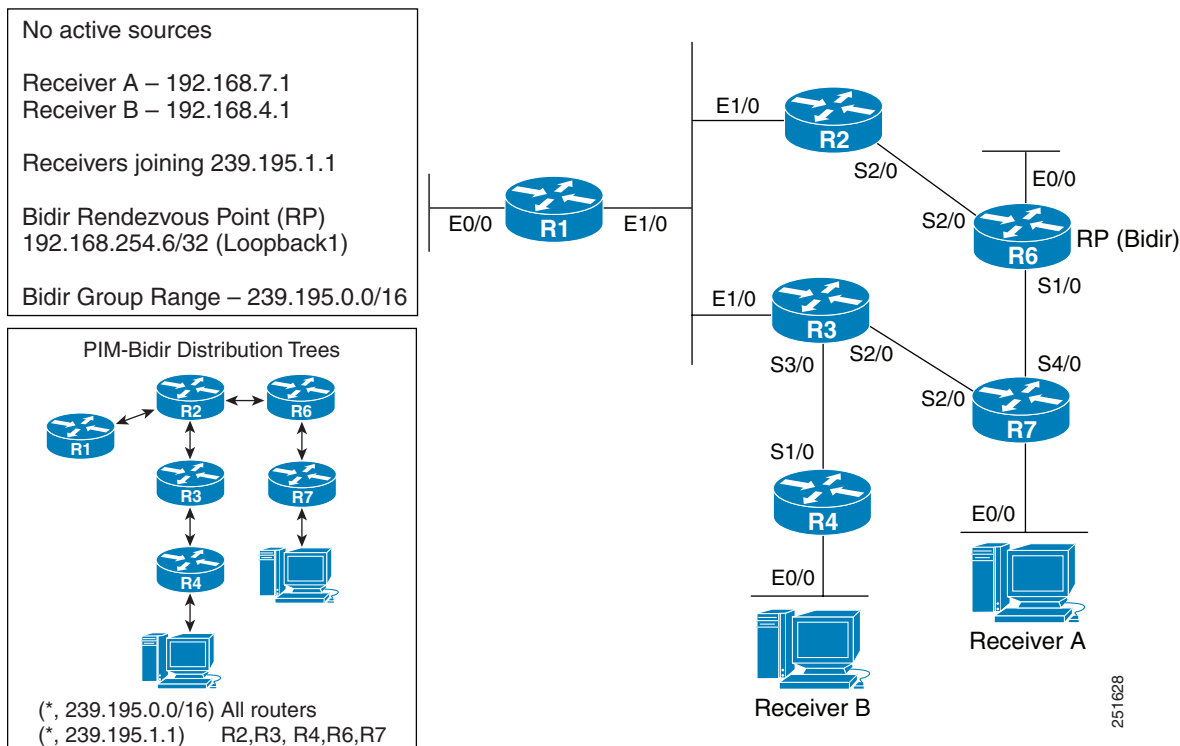 No active sources
Receiver A – 192.168.7.1
Receiver B – 192.168.4.1
Receivers joining 239.195.1.1
Bidir Rendezvous Point (RP)
192.168.254.6/32 (Loopback1)
Bidir Group Range – 239.195.0.0/16
PIM-Bidir Distribution Trees
R2
R6
R1
R3
R7
R4
(*, 239.195.0.0/16) All routers
(*, 239.195.1.1) R2,R3, R4,R6,R7
E1/0
R2
S2/0
E0/0
S2/0
R6
RP (Bidir)
E0/0
R1
E1/0
S1/0
E1/0
R3
S3/0
S2/0
S4/0
S2/0
R7
S1/0
R4
E0/0
E0/0
Receiver A
Receiver B
251628